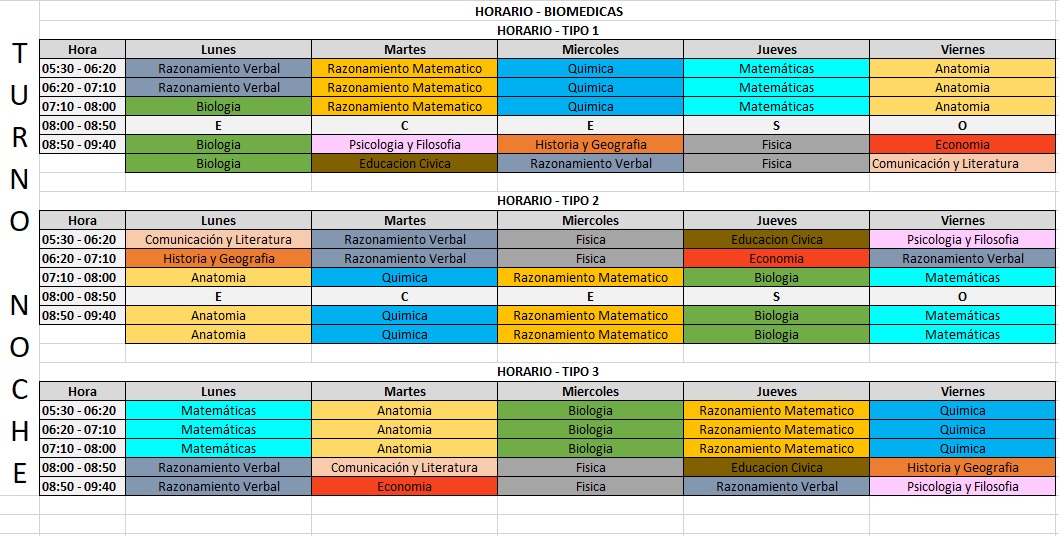 HORARIO - BIOMEDICAS
HORARIO - TIPO 1
Hora Lunes Martes Miercoles Jueves Viernes
05:30 - 06:20 Razonamiento Verbal Razonamiento Matematico Quimica Matemáticas Anatomia
06:20 - 07:10 Razonamiento Verbal Razonamiento Matematico Quimica Matemáticas Anatomia
07:10 - 08:00 Biologia Razonamiento Matematico Quimica Matemáticas Anatomia
08:00 - 08:50 E C E S O
08:50 - 09:40 Biologia Psicologia y Filosofia Historia y Geografia Fisica Economia
Biologia Educacion Civica Razonamiento Verbal Fisica Comunicación y Literatura
HORARIO - TIPO 2
Hora Lunes Martes Miercoles Jueves Viernes
05:30 - 06:20 Comunicación y Literatura Razonamiento Verbal Fisica Educacion Civica Psicologia y Filosofia
06:20 - 07:10 Historia y Geografia Razonamiento Verbal Fisica Economia Razonamiento Verbal
07:10 - 08:00 Anatomia Quimica Razonamiento Matematico Biologia Matemáticas
08:00 - 08:50 E C E S O
08:50 - 09:40 Anatomia Quimica Razonamiento Matematico Biologia Matemáticas
Anatomia Quimica Razonamiento Matematico Biologia Matemáticas
HORARIO - TIPO 3
Hora Lunes Martes Miercoles Jueves Viernes
05:30 - 06:20 Matemáticas Anatomia Biologia Razonamiento Matematico Quimica
06:20 - 07:10 Matemáticas Anatomia Biologia Razonamiento Matematico Quimica
07:10 - 08:00 Matemáticas Anatomia Biologia Razonamiento Matematico Quimica
08:00 - 08:50 Razonamiento Verbal Comunicación y Literatura Fisica Educacion Civica Historia y Geografia
08:50 - 09:40 Razonamiento Verbal Economia Fisica Razonamiento Verbal Psicologia y Filosofia
TURNO NOCHE